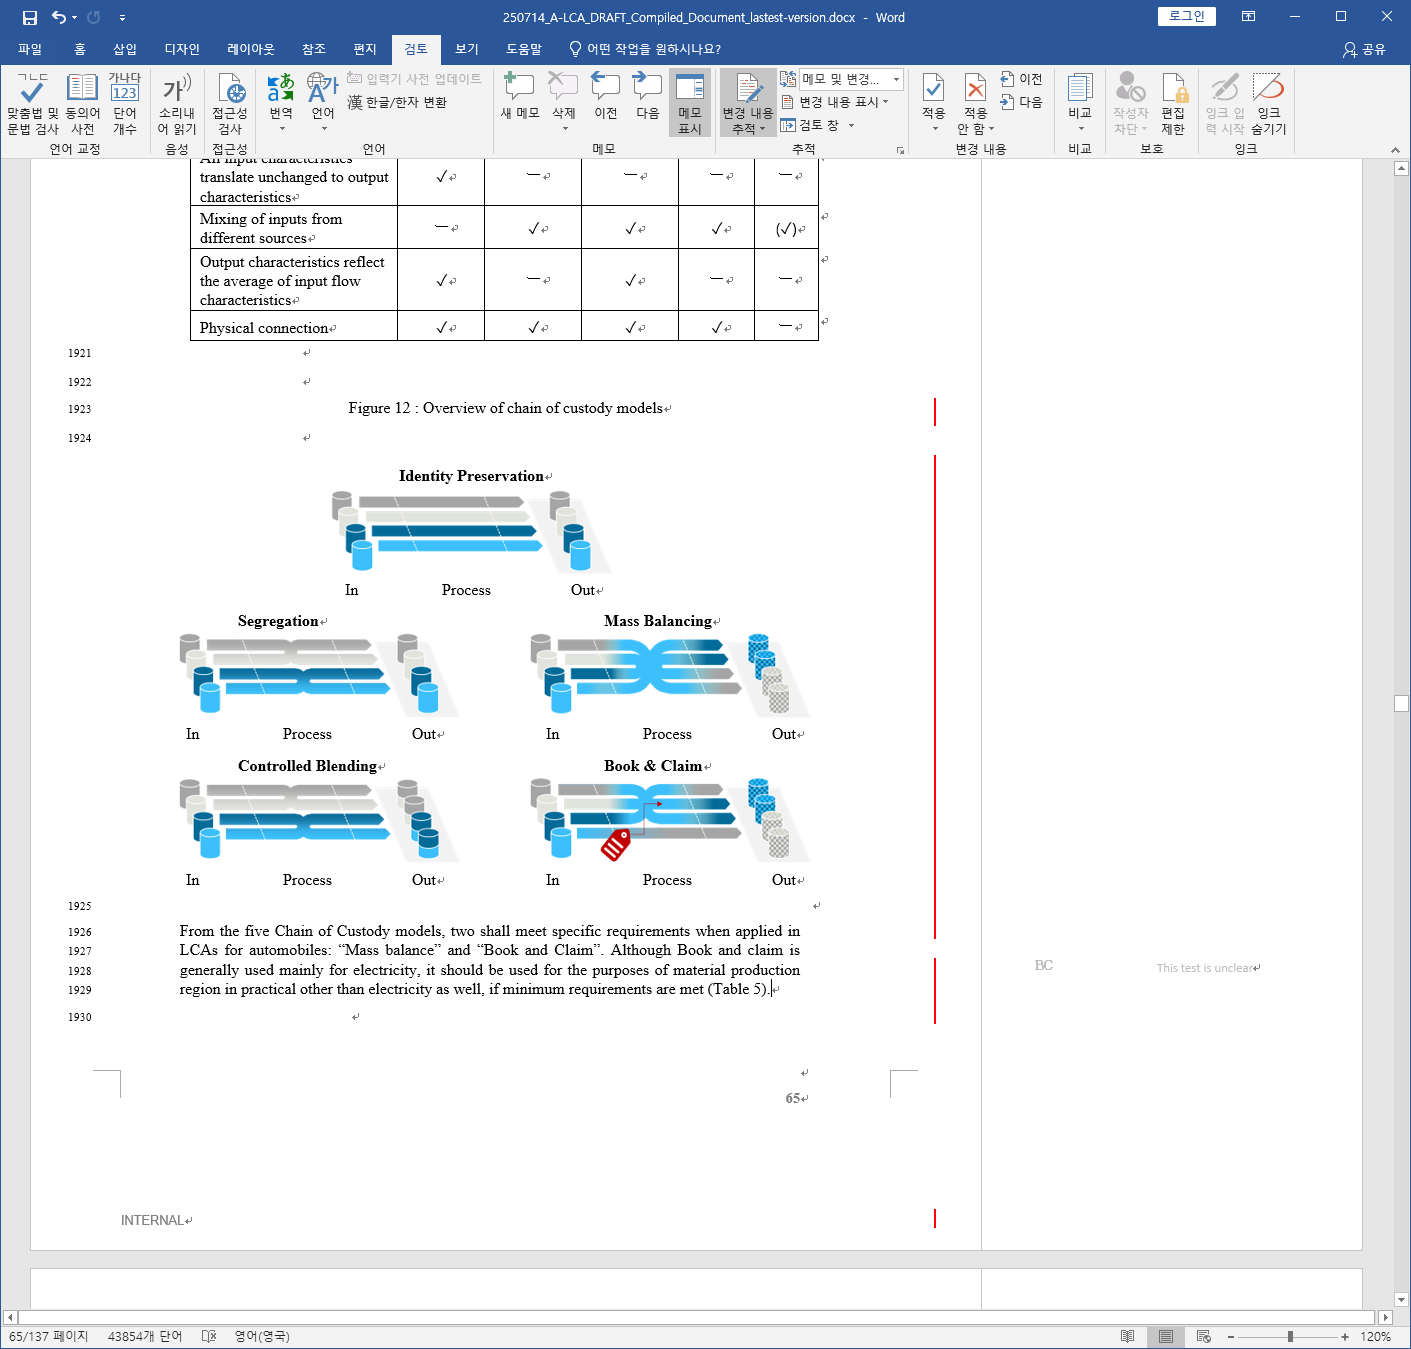 250714_A-LCA_DRAFT_Compiled_Document_lastest-version.docx - Word
로그인
파일 홈 삽입 디자인 레이아웃 참조 편지 검토 보기 도움말 어떤 작업을 원하시나요? 공유
맞춤법 및 문법 검사
동의어 사전
가나다 123
단어 개수
언어 교정
가))
소리내어 읽기
음성
접근성 검사
접근성
번역
언어
입력기 사전 업데이트
한글/한자 변환
언어
새 메모
삭제
이전
다음
메모 표시
메모
변경 내용 추적
메모 및 변경...
변경 내용 표시
검토 창
추적
적용
적용 안 함
이전
다음
변경 내용
비교
비교
작성자 차단
편집 제한
보호
잉크 입력 시작
잉크 숨기기
잉크
All input characteristics
translate unchanged to output ✓ — — — —
characteristics
Mixing of inputs from
different sources — ✓ ✓ ✓ (✓)
Output characteristics reflect
the average of input flow ✓ — ✓ — —
characteristics
Physical connection ✓ ✓ ✓ ✓ —
1921
1922
1923 Figure 12 : Overview of chain of custody models
1924
Identity Preservation
In Process Out
Segregation Mass Balancing
In Process Out In Process Out
Controlled Blending Book & Claim
In Process Out In Process Out
1925
1926 From the five Chain of Custody models, two shall meet specific requirements when applied in
1927 LCAs for automobiles: “Mass balance” and “Book and Claim”. Although Book and claim is
1928 generally used mainly for electricity, it should be used for the purposes of material production
1929 region in practical other than electricity as well, if minimum requirements are met (Table 5).
1930
BC This test is unclear
65
INTERNAL
65/137 페이지 43854개 단어 영어(영국) 120%